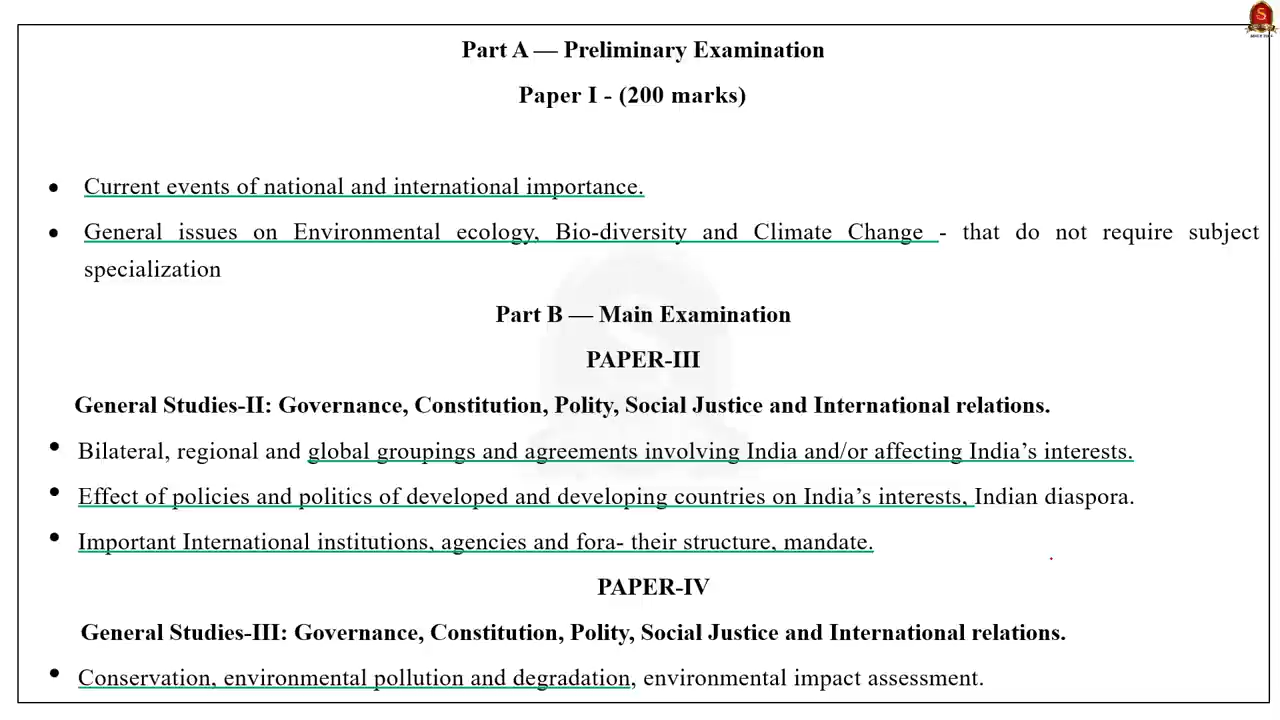 Part A — Preliminary Examination
Paper I - (200 marks)
• Current events of national and international importance.
• General issues on Environmental ecology, Bio-diversity and Climate Change - that do not require subject
specialization
Part B — Main Examination
PAPER-III
General Studies-II: Governance, Constitution, Polity, Social Justice and International relations.
• Bilateral, regional and global groupings and agreements involving India and/or affecting India’s interests.
• Effect of policies and politics of developed and developing countries on India’s interests, Indian diaspora.
• Important International institutions, agencies and fora- their structure, mandate.
PAPER-IV
General Studies-III: Governance, Constitution, Polity, Social Justice and International relations.
• Conservation, environmental pollution and degradation, environmental impact assessment.